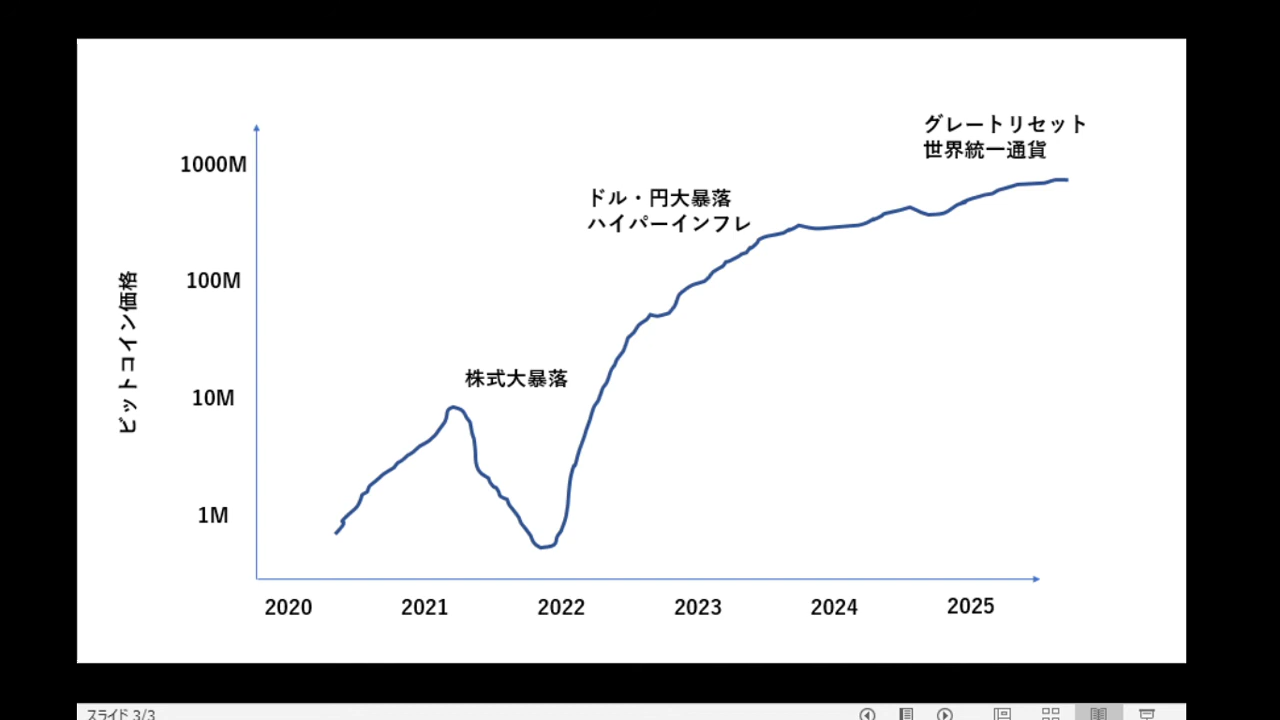 グレートリセット
世界統一通貨
1000M
ドル・円大暴落
ハイパーインフレ
100M
ビットコイン価格
株式大暴落
10M
1M
2020
2021
2022
2023
2024
2025
スライド 3/3